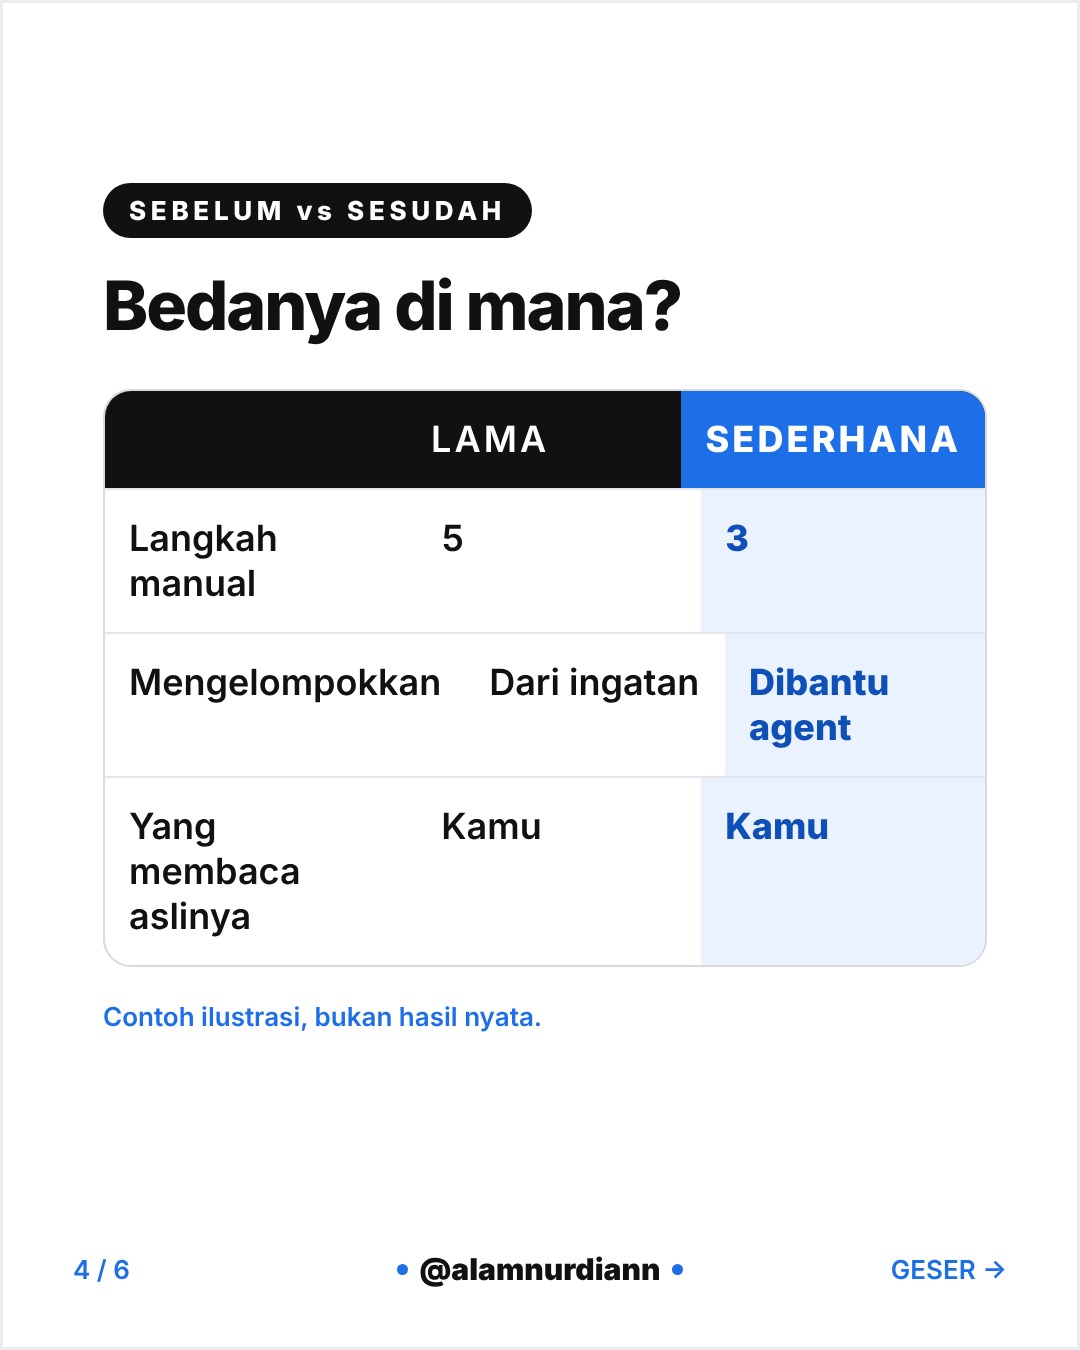 SEBELUM vs SESUDAH
Bedanya di mana?
LAMA SEDERHANA
Langkah 5 3
manual
Mengelompokkan Dari ingatan Dibantu
agent
Yang Kamu Kamu
membaca
aslinya
Contoh ilustrasi, bukan hasil nyata.
4 / 6 • @alamnurdiann • GESER →